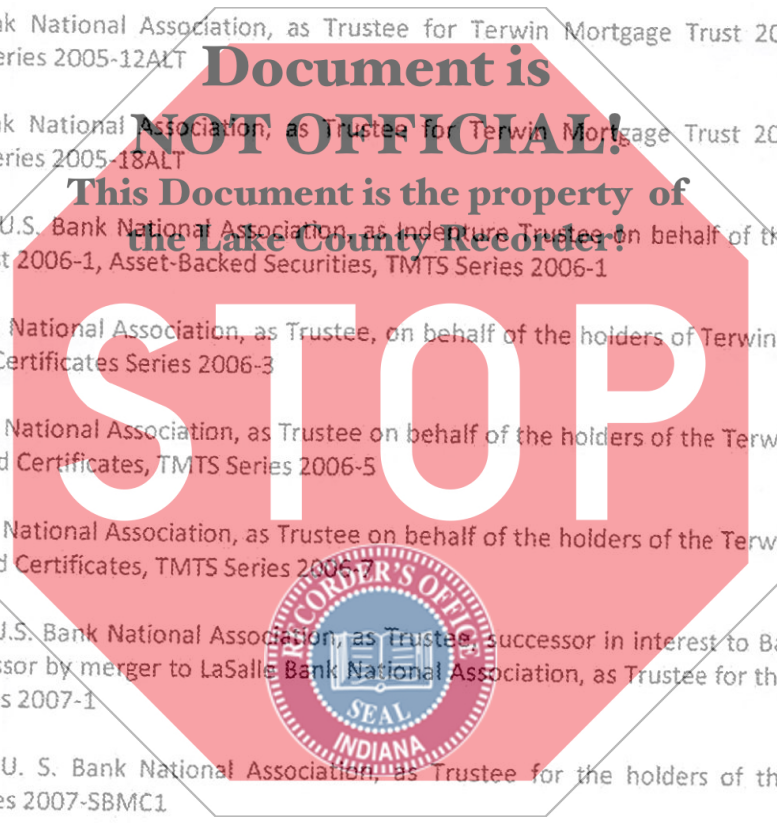 nk National Association, as Trustee for Terwin Mortgage Trust 20
eries 2005-12ALT
Document is
nk National Association, as Trustee for Terwin Mortgage Trust 20
NOT OFFICIAL!
eries 2005-18ALT
This Document is the property of
U.S. Bank National Association, as Indenture Trustee on behalf of th
the Lake County Recorder!
t 2006-1, Asset-Backed Securities, TMTS Series 2006-1
National Association, as Trustee, on behalf of the holders of Terwin
Certificates Series 2006-3
STOP
National Association, as Trustee on behalf of the holders of the Terw
d Certificates, TMTS Series 2006-5
National Association, as Trustee on behalf of the holders of the Terw
d Certificates, TMTS Series 2006-7
RECORDER'S OFFICE
U.S. Bank National Association, as Trustee, successor in interest to Ba
ssor by merger to LaSalle Bank National Association, as Trustee for th
s 2007-1
SEAL
INDIANA
U. S. Bank National Association, as Trustee for the holders of th
es 2007-SBMC1